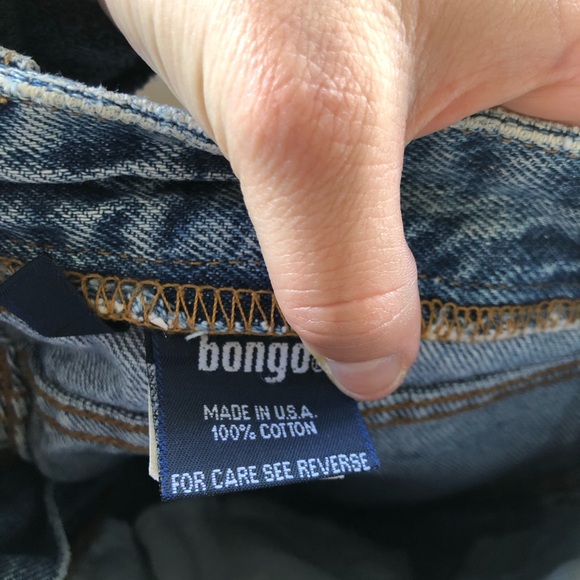 bongo®
MADE IN U.S.A.
100% COTTON
FOR CARE SEE REVERSE